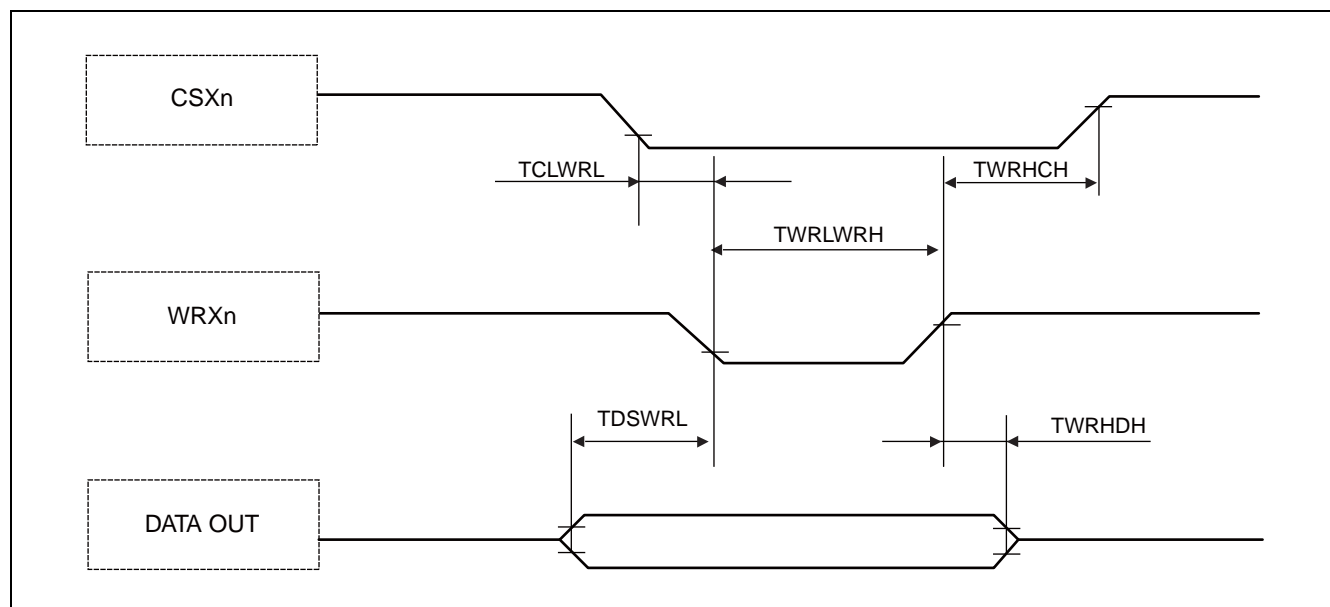 CSXn
TCLWRL
TWRHCH
TWRLWRH
WRXn
TDSWRL
TWRHDH
DATA OUT